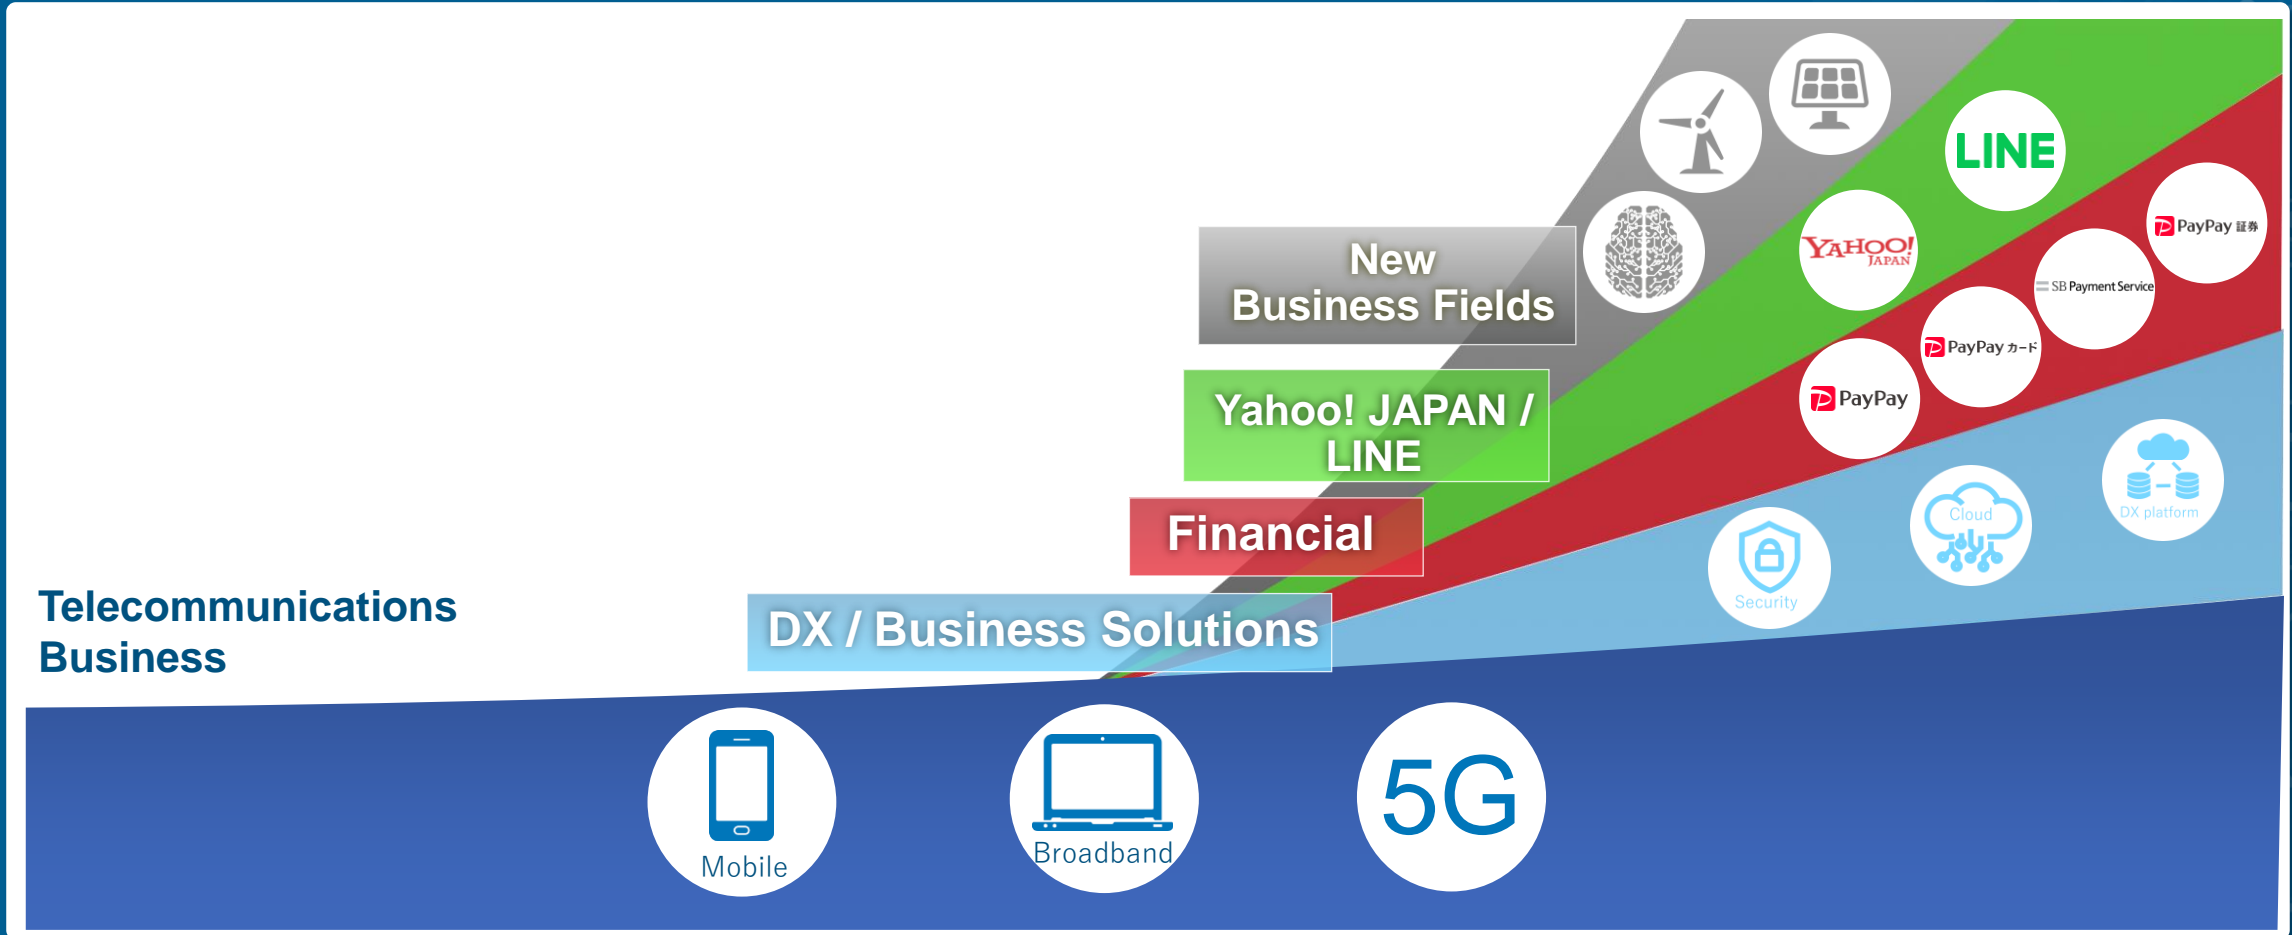 New
Business Fields
Yahoo! JAPAN /
LINE
Financial
DX / Business Solutions
Telecommunications
Business
LINE
YAHOO!
JAPAN
PayPay 証券
SB Payment Service
PayPay カード
PayPay
DX platform
Cloud
Security
Mobile
Broadband
5G